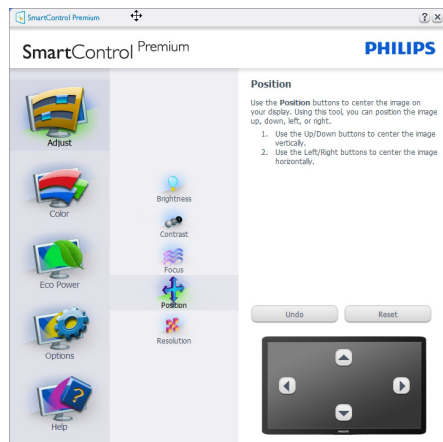 SmartControl Premium
? ×
SmartControl Premium
PHILIPS
Adjust
Color
Eco Power
Options
Help
Brightness
Contrast
Focus
Position
Resolution
Position
Use the Position buttons to center the image on
your display. Using this tool, you can position the image
up, down, left, or right.
1. Use the Up/Down buttons to center the image
vertically.
2. Use the Left/Right buttons to center the image
horizontally.
Undo
Reset
PHILIPS